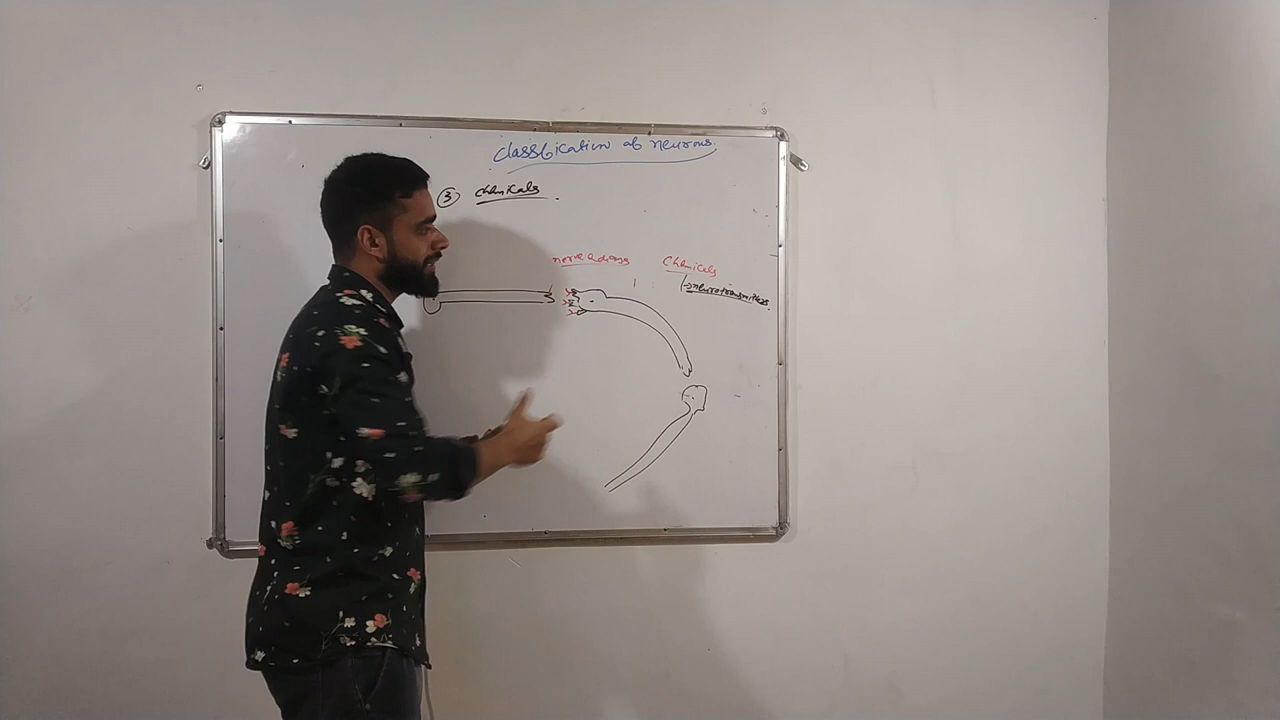 Classification of neurons.
③ Chemicals.
nerve endings
Chemicals
→neurotransmitters.